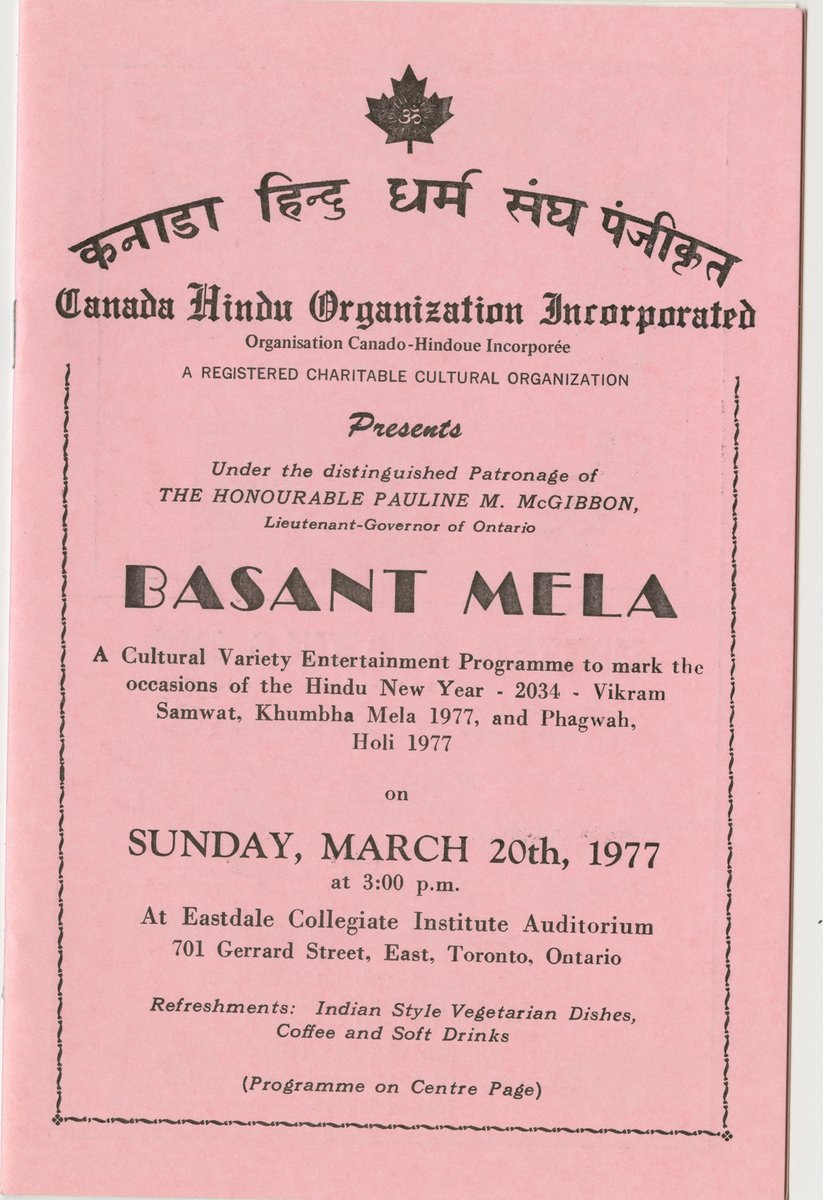 ॐ
कनाडा हिन्दु धर्म संघ पंजीकृत
Canada Hindu Organization Incorporated
Organisation Canado-Hindoue Incorporée
A REGISTERED CHARITABLE CULTURAL ORGANIZATION
Presents
Under the distinguished Patronage of
THE HONOURABLE PAULINE M. McGIBBON,
Lieutenant-Governor of Ontario
BASANT MELA
A Cultural Variety Entertainment Programme to mark the
occasions of the Hindu New Year - 2034 - Vikram
Samwat, Khumbha Mela 1977, and Phagwah,
Holi 1977
on
SUNDAY, MARCH 20th, 1977
at 3:00 p.m.
At Eastdale Collegiate Institute Auditorium
701 Gerrard Street, East, Toronto, Ontario
Refreshments: Indian Style Vegetarian Dishes,
Coffee and Soft Drinks
(Programme on Centre Page)